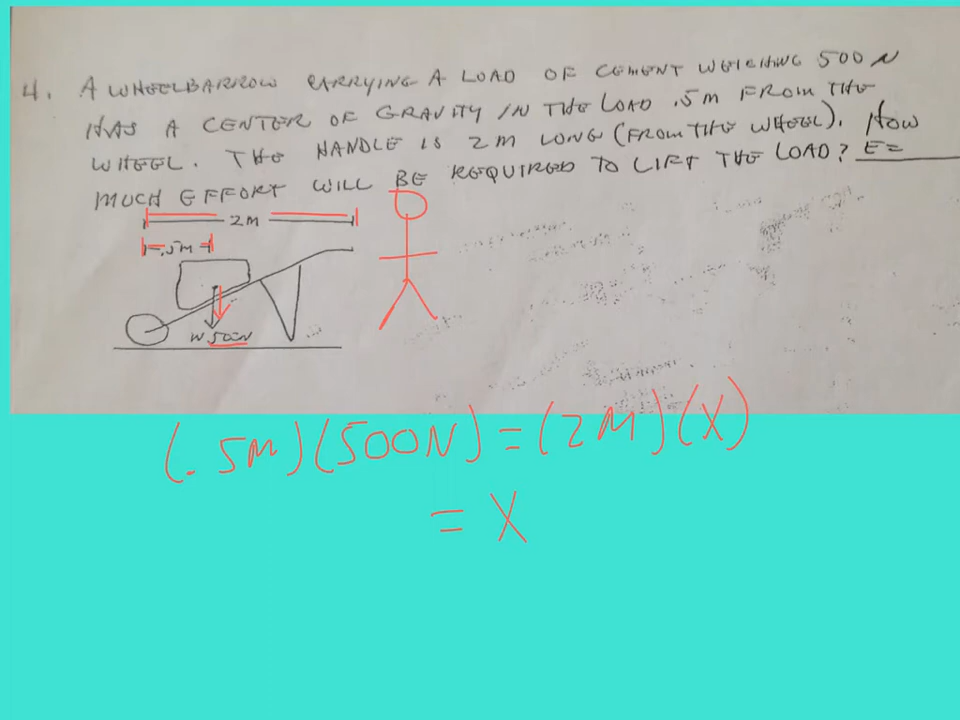 4. A WHEELBARROW CARRYING A LOAD OF CEMENT WEIGHING 500 N
HAS A CENTER OF GRAVITY IN THE LOAD .5M FROM THE
WHEEL. THE HANDLE IS 2M LONG (FROM THE WHEEL). HOW
MUCH EFFORT WILL BE REQUIRED TO LIFT THE LOAD? E=
2M
.5M
W 500N
(.5M)(500N)=(2M)(X)
= X